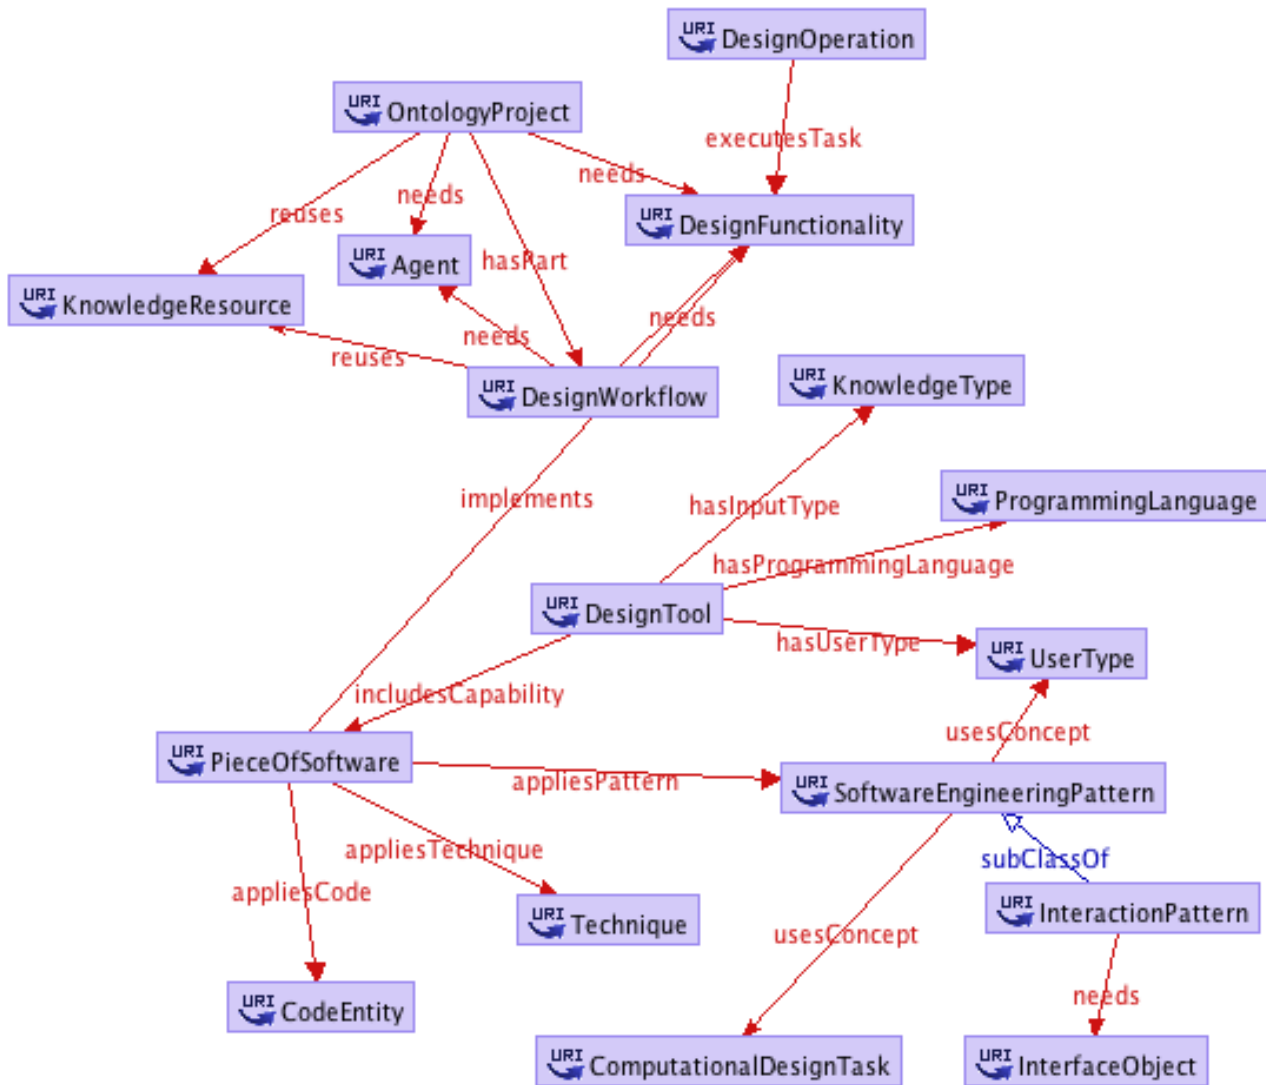 URI DesignOperation
URI OntologyProject
executesTask
needs
needs
reuses
URI DesignFunctionality
URI Agent
hasPart
URI KnowledgeResource
needs
needs
reuses
URI DesignWorkflow
URI KnowledgeType
implements
hasInputType
URI ProgrammingLanguage
hasProgrammingLanguage
URI DesignTool
hasUserType
URI UserType
includesCapability
usesConcept
URI PieceOfSoftware
appliesPattern
URI SoftwareEngineeringPattern
appliesTechnique
subClassOf
appliesCode
URI Technique
URI InteractionPattern
usesConcept
needs
URI CodeEntity
URI ComputationalDesignTask
URI InterfaceObject